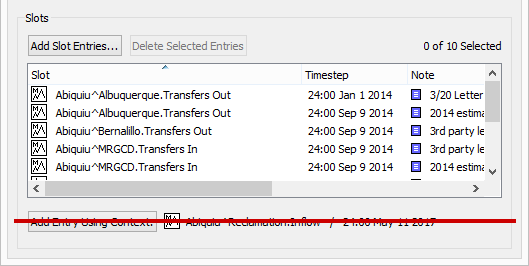 Slots
Add Slot Entries... Delete Selected Entries 0 of 10 Selected
Slot Timestep Note
Abiquiu^Albuquerque.Transfers Out 24:00 Jan 1 2014 3/20 Letter
Abiquiu^Albuquerque.Transfers Out 24:00 Sep 9 2014 2014 estima
Abiquiu^Bernalillo.Transfers Out 24:00 Sep 9 2014 3rd party le
Abiquiu^MRGCD.Transfers In 24:00 Sep 9 2014 3rd party le
Abiquiu^MRGCD.Transfers In 24:00 Sep 9 2014 2014 estima
Add Entry Using Context: Abiquiu^Reclamation.Inflow / 24:00 May 11 2017